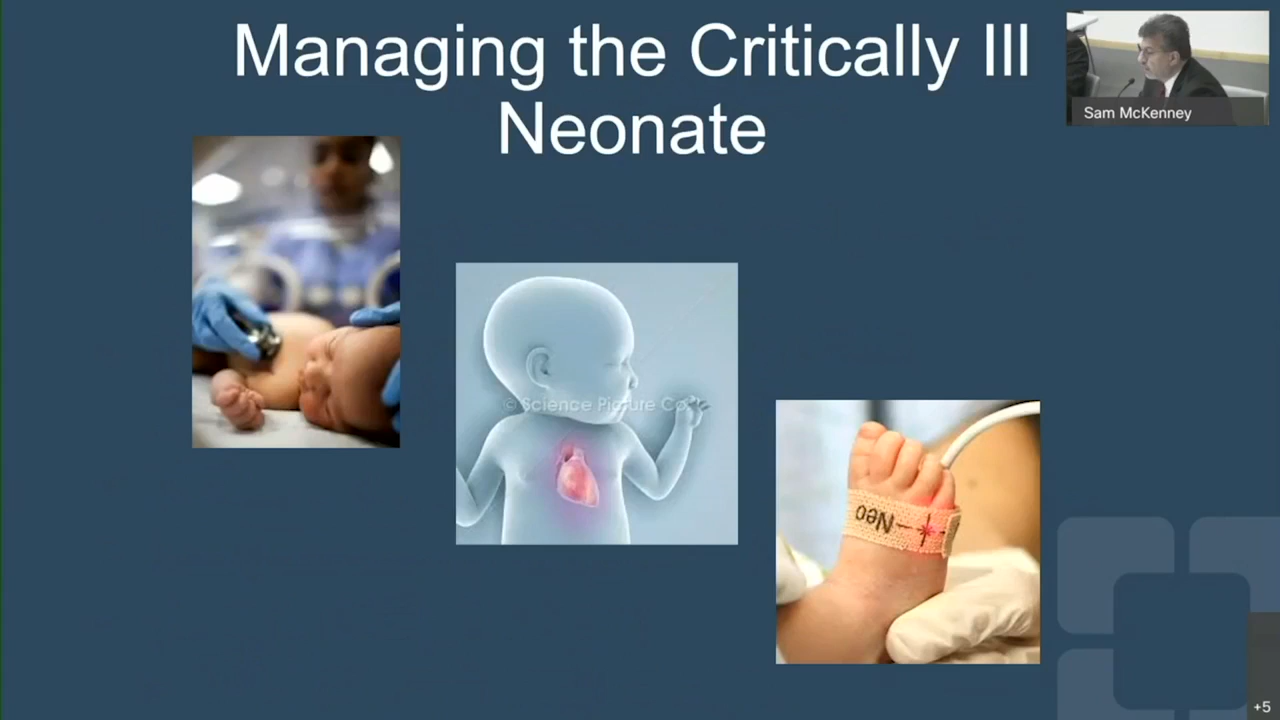 Managing the Critically Ill
Neonate
Sam McKenney
© Science Picture Co
Neo
+5